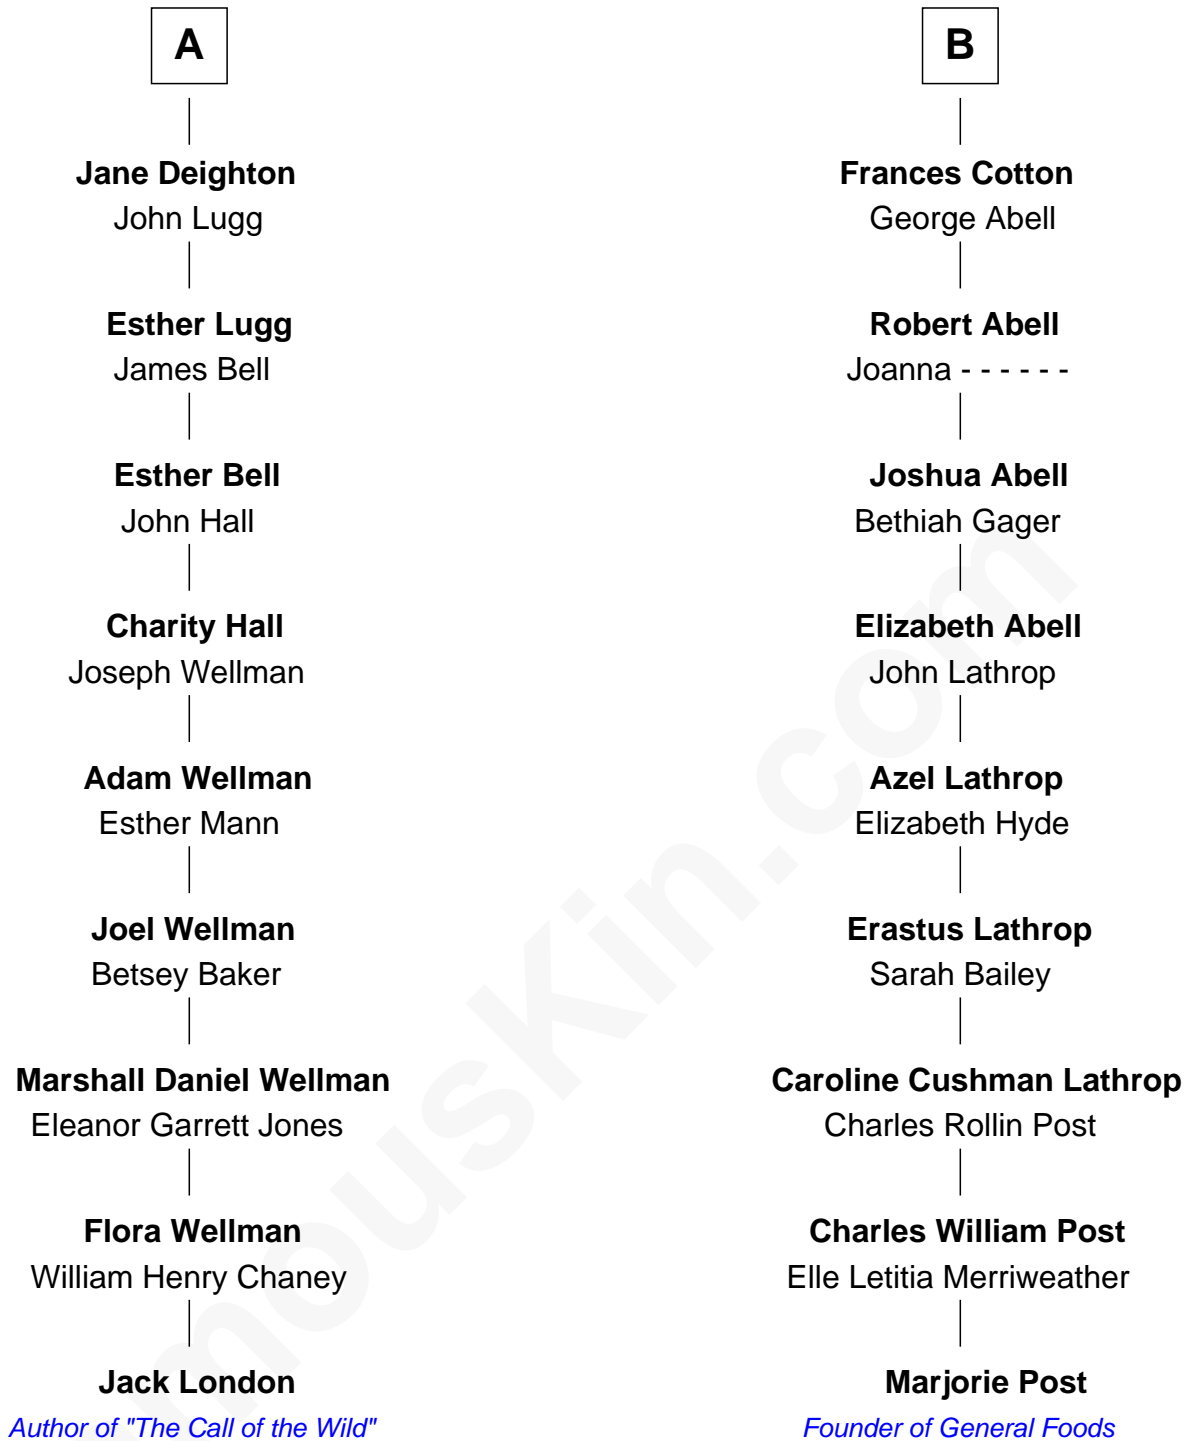 A
Jane Deighton
John Lugg
Esther Lugg
James Bell
Esther Bell
John Hall
Charity Hall
Joseph Wellman
Adam Wellman
Esther Mann
Joel Wellman
Betsey Baker
Marshall Daniel Wellman
Eleanor Garrett Jones
Flora Wellman
William Henry Chaney
Jack London
Author of "The Call of the Wild"
B
Frances Cotton
George Abell
Robert Abell
Joanna - - - - - -
Joshua Abell
Bethiah Gager
Elizabeth Abell
John Lathrop
Azel Lathrop
Elizabeth Hyde
Erastus Lathrop
Sarah Bailey
Caroline Cushman Lathrop
Charles Rollin Post
Charles William Post
Elle Letitia Merriweather
Marjorie Post
Founder of General Foods
mousKin.com